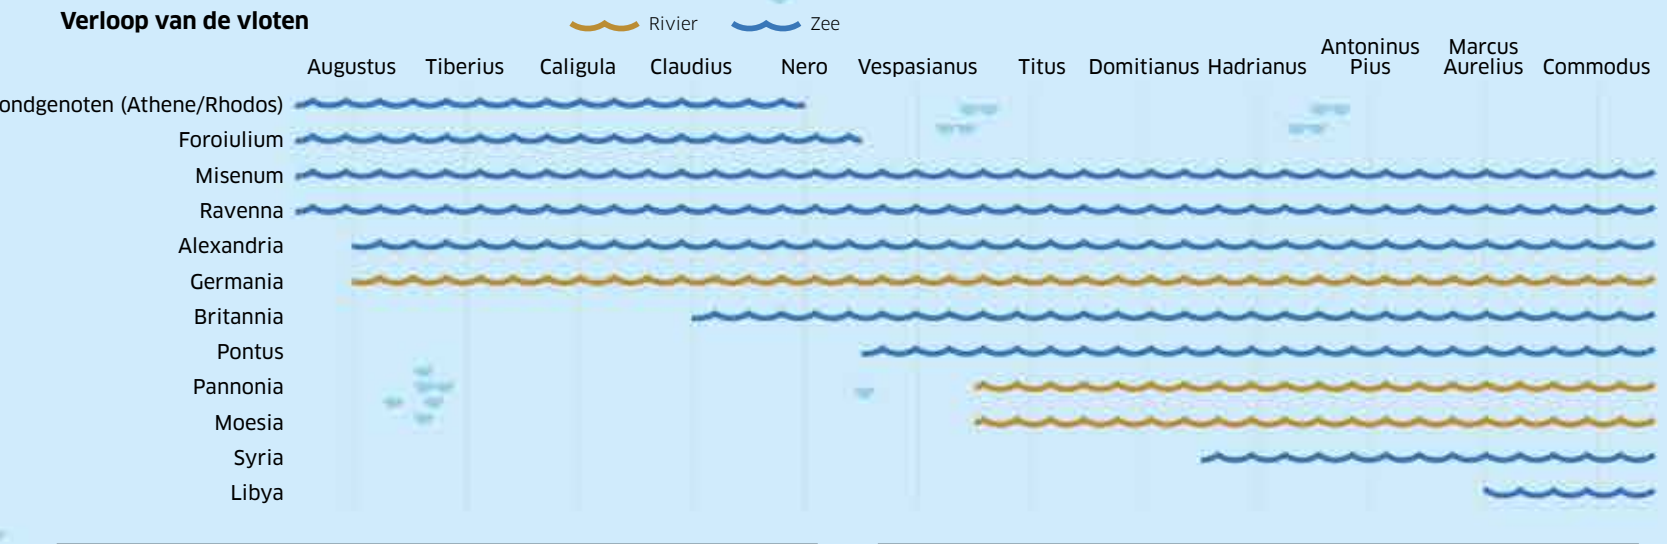 Verloop van de vloten
Rivier
Zee
Augustus Tiberius Caligula Claudius Nero Vespasianus Titus Domitianus Hadrianus Antoninus Pius Marcus Aurelius Commodus
ondgenoten (Athene/Rhodos)
Foroiulium
Misenum
Ravenna
Alexandria
Germania
Britannia
Pontus
Pannonia
Moesia
Syria
Libya